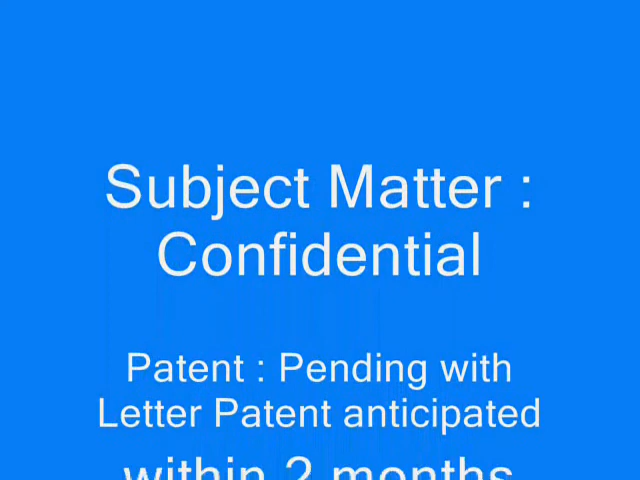 Subject Matter :
Confidential
Patent : Pending with
Letter Patent anticipated
within 2 months